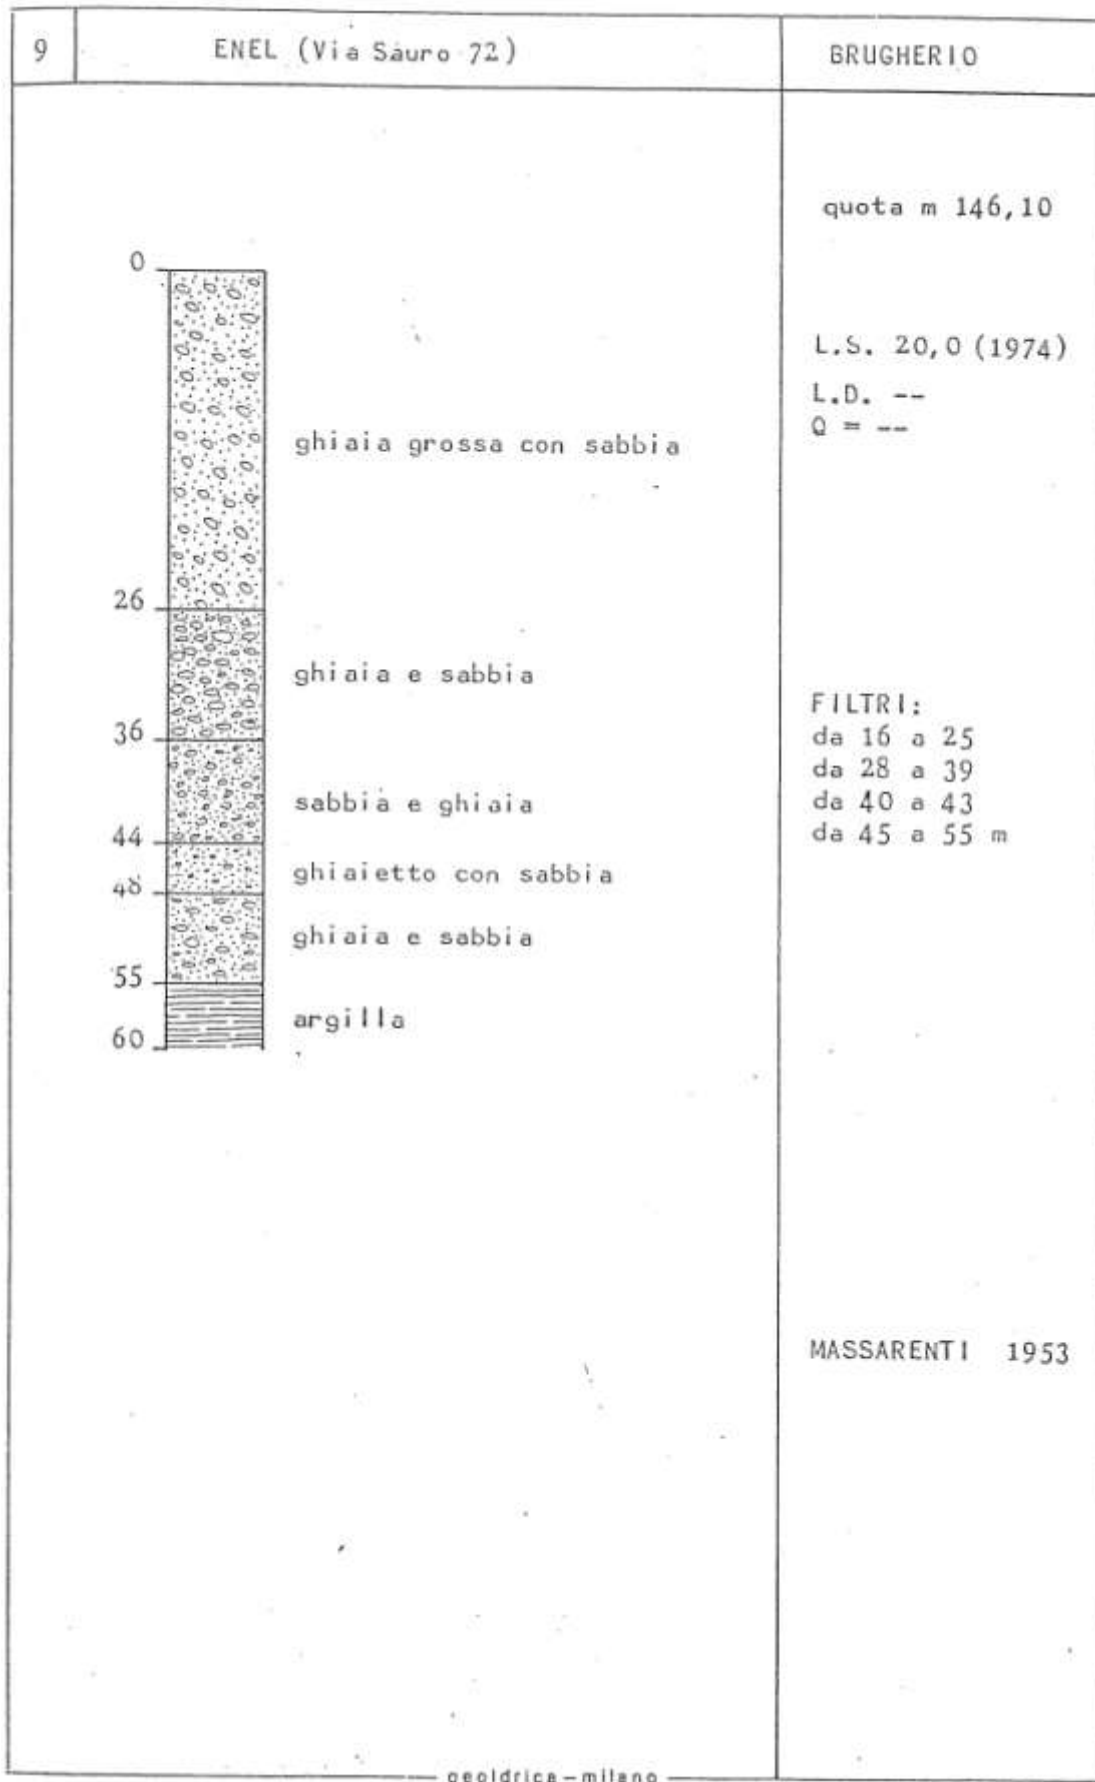 9
ENEL (Via Sauro 72)
BRUGHERIO
quota m 146,10
L.S. 20,0 (1974)
L.D. --
Q = --
0
ghiaia grossa con sabbia
26
ghiaia e sabbia
36
sabbia e ghiaia
44
ghiaietto con sabbia
48
ghiaia e sabbia
55
argilla
60
FILTRI:
da 16 a 25
da 28 a 39
da 40 a 43
da 45 a 55 m
MASSARENTI 1953
geoidrica – milano